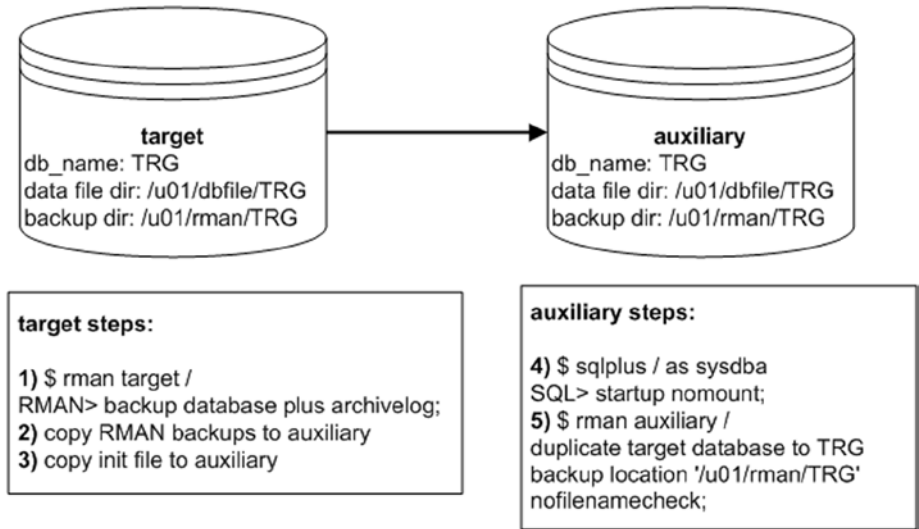 target
db_name: TRG
data file dir: /u01/dbfile/TRG
backup dir: /u01/rman/TRG
auxiliary
db_name: TRG
data file dir: /u01/dbfile/TRG
backup dir: /u01/rman/TRG
target steps:
1) $ rman target /
RMAN> backup database plus archivelog;
2) copy RMAN backups to auxiliary
3) copy init file to auxiliary
auxiliary steps:
4) $ sqlplus / as sysdba
SQL> startup nomount;
5) $ rman auxiliary /
duplicate target database to TRG
backup location '/u01/rman/TRG'
nofilenamecheck;